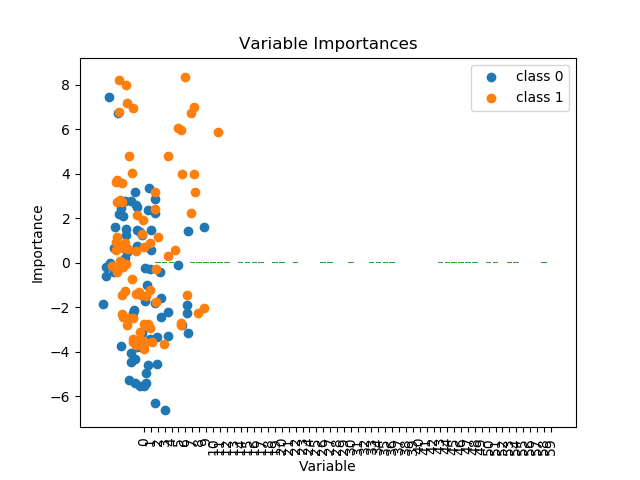 Variable Importances
class 0
class 1
8
6
4
2
0
−2
−4
−6
Importance
0 1 2 3 4 5 6 7 8 9 10 11 12 13 14 15 16 17 18 19 20 21 22 23 24 25 26 27 28 29 30 31 32 33 34 35 36 37 38 39 40 41 42 43 44 45 46 47 48 49 50 51 52 53 54 55 56 57 58 59
Variable